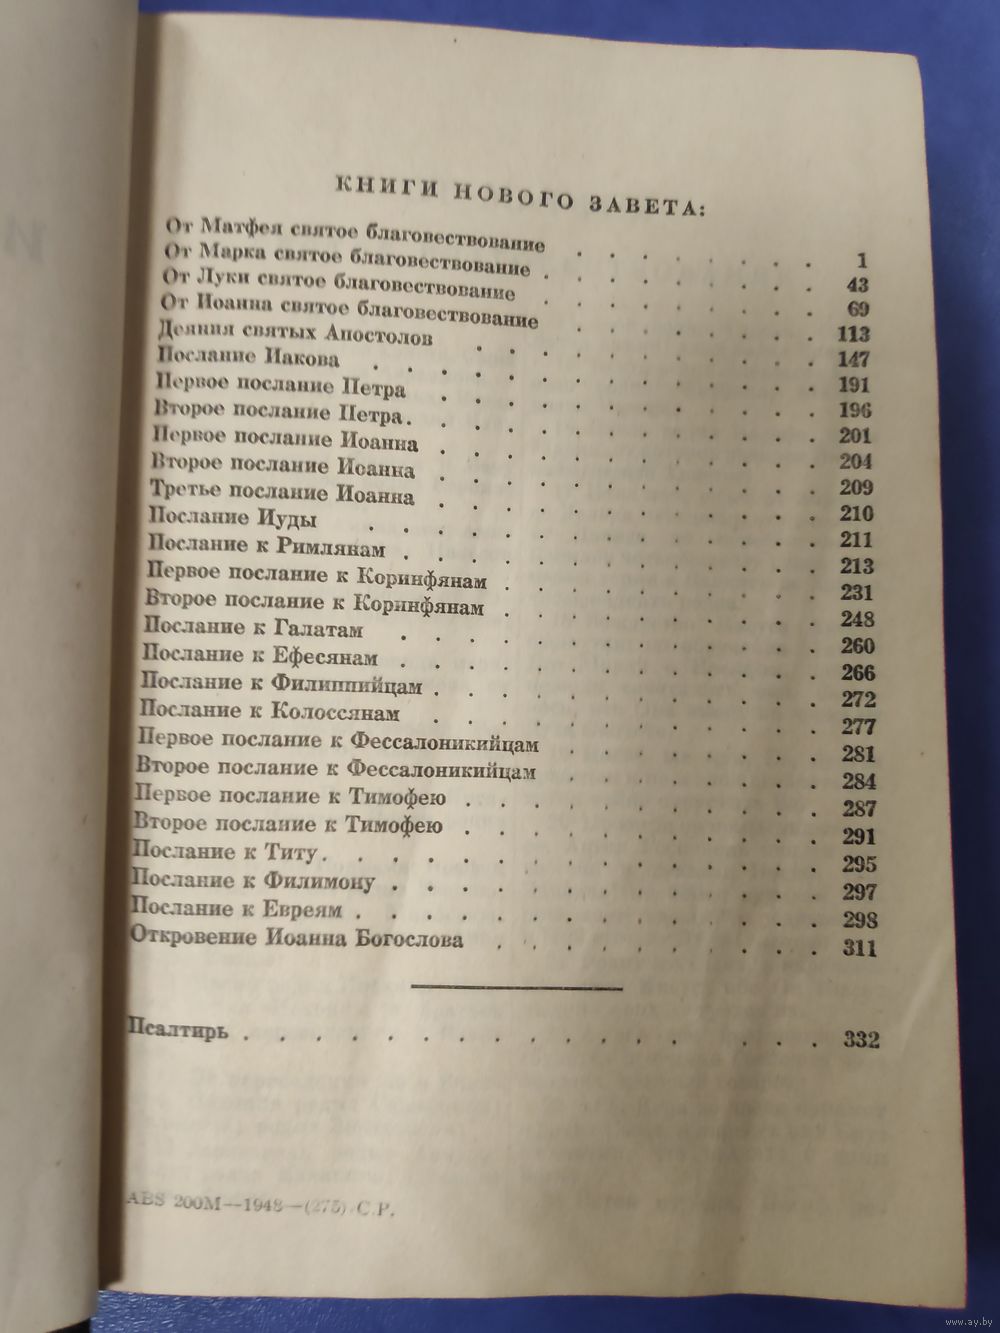 КНИГИ НОВОГО ЗАВЕТА:
От Матфея святое благовествование . . . . . . . . 1
От Марка святое благовествование . . . . . . . . . 43
От Луки святое благовествование . . . . . . . . . 69
От Иоанна святое благовествование . . . . . . . . 113
Деяния святых Апостолов . . . . . . . . . . . 147
Послание Иакова . . . . . . . . . . . . . . 191
Первое послание Петра . . . . . . . . . . . . 196
Второе послание Петра . . . . . . . . . . . . . 201
Первое послание Иоанна . . . . . . . . . . . . 204
Второе послание Иоанна . . . . . . . . . . . . 209
Третье послание Иоанна . . . . . . . . . . . . 210
Послание Иуды . . . . . . . . . . . . . . 211
Послание к Римлянам . . . . . . . . . . . . . 213
Первое послание к Коринфянам . . . . . . . . . . 231
Второе послание к Коринфянам . . . . . . . . . . 248
Послание к Галатам . . . . . . . . . . . . . 260
Послание к Ефесянам . . . . . . . . . . . . . 266
Послание к Филиппийцам . . . . . . . . . . . . 272
Послание к Колоссянам . . . . . . . . . . . . 277
Первое послание к Фессалоникийцам . . . . . . . . 281
Второе послание к Фессалоникийцам . . . . . . . . 284
Первое послание к Тимофею . . . . . . . . . . . 287
Второе послание к Тимофею . . . . . . . . . . . 291
Послание к Титу . . . . . . . . . . . . . . . 295
Послание к Филимону . . . . . . . . . . . . . 297
Послание к Евреям . . . . . . . . . . . . . . 298
Откровение Иоанна Богослова . . . . . . . . . . 311
Псалтирь . . . . . . . . . . . . . . . . 332
ABS 200M—1948—(275) С.Р.
www.ay.by